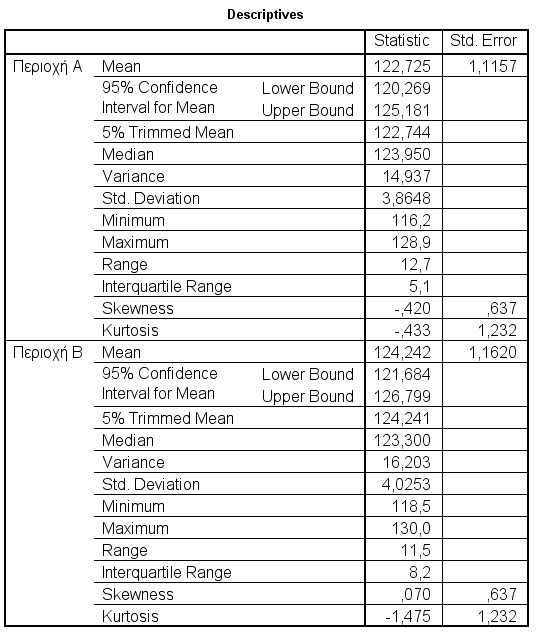 Descriptives
Statistic Std. Error
Περιοχή Α Mean 122,725 1,1157
95% Confidence Lower Bound 120,269
Interval for Mean Upper Bound 125,181
5% Trimmed Mean 122,744
Median 123,950
Variance 14,937
Std. Deviation 3,8648
Minimum 116,2
Maximum 128,9
Range 12,7
Interquartile Range 5,1
Skewness -,420 ,637
Kurtosis -,433 1,232
Περιοχή Β Mean 124,242 1,1620
95% Confidence Lower Bound 121,684
Interval for Mean Upper Bound 126,799
5% Trimmed Mean 124,241
Median 123,300
Variance 16,203
Std. Deviation 4,0253
Minimum 118,5
Maximum 130,0
Range 11,5
Interquartile Range 8,2
Skewness ,070 ,637
Kurtosis -1,475 1,232